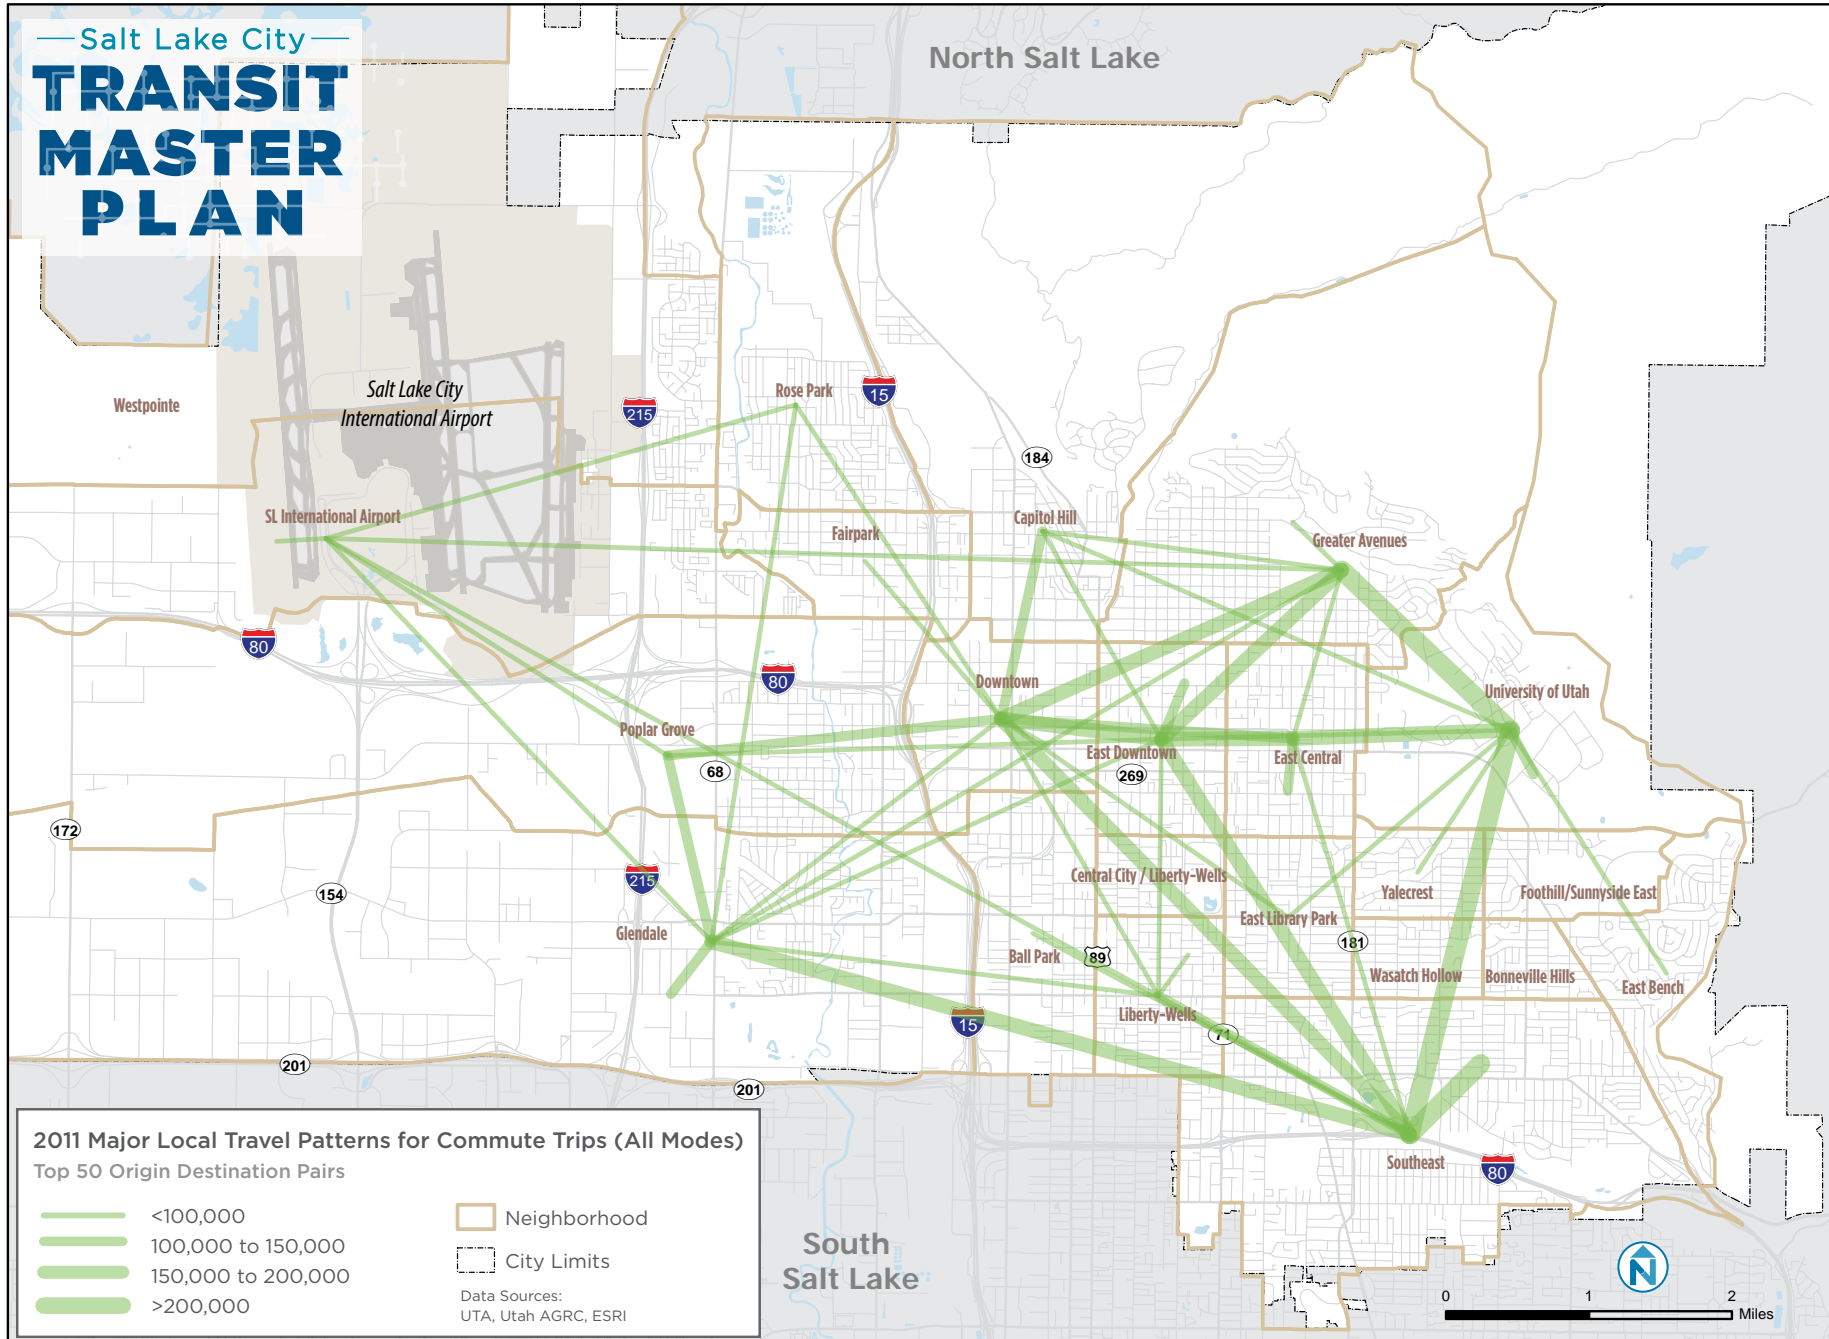 Salt Lake City
TRANSIT
MASTER
PLAN
North Salt Lake
Salt Lake City
International Airport
Westpointe
Rose Park
15
215
184
SL International Airport
Fairpark
Capitol Hill
Greater Avenues
80
80
Downtown
University of Utah
Poplar Grove
68
East Downtown
269
East Central
172
154
215
Glendale
Central City / Liberty-Wells
East Library Park
Yalecrest
Foothill/Sunnyside East
181
Ball Park
89
Wasatch Hollow
Bonneville Hills
East Bench
Liberty-Wells
15
71
201
201
Southeast
80
South
Salt Lake
2011 Major Local Travel Patterns for Commute Trips (All Modes)
Top 50 Origin Destination Pairs
<100,000
100,000 to 150,000
150,000 to 200,000
>200,000
Neighborhood
City Limits
Data Sources:
UTA, Utah AGRC, ESRI
N
0 1 2
Miles